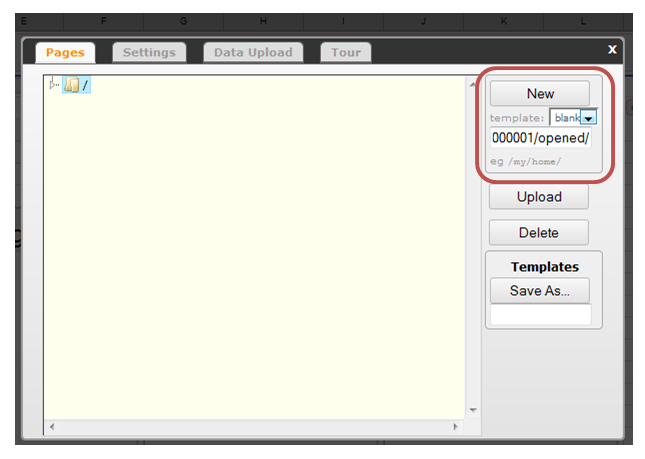 E F G H I J K L
Pages Settings Data Upload Tour X
/
New
template: blank
000001/opened/
eg /my/home/
Upload
Delete
Templates
Save As...